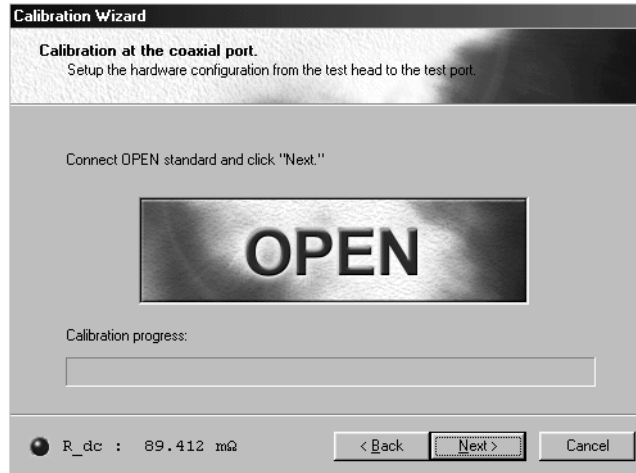 Calibration Wizard
Calibration at the coaxial port.
Setup the hardware configuration from the test head to the test port.
Connect OPEN standard and click "Next."
OPEN
Calibration progress:
R_dc : 89.412 mΩ
< Back
Next >
Cancel